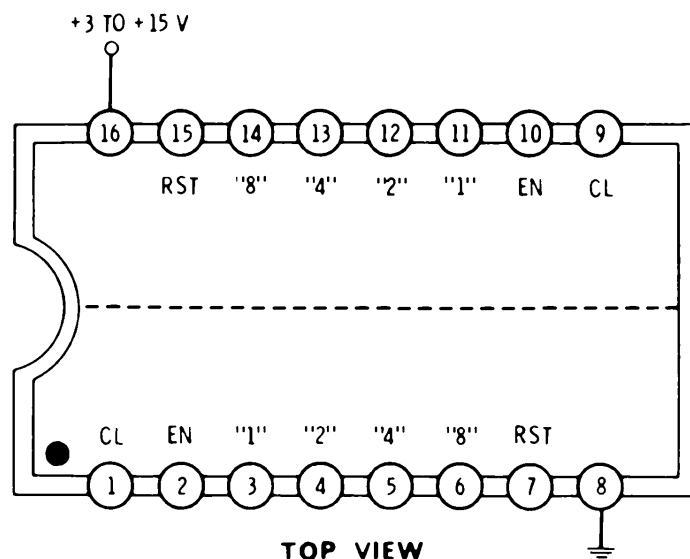 +3 TO +15 V
16 15 14 13 12 11 10 9
RST "8" "4" "2" "1" EN CL
CL EN "1" "2" "4" "8" RST
1 2 3 4 5 6 7 8
TOP VIEW